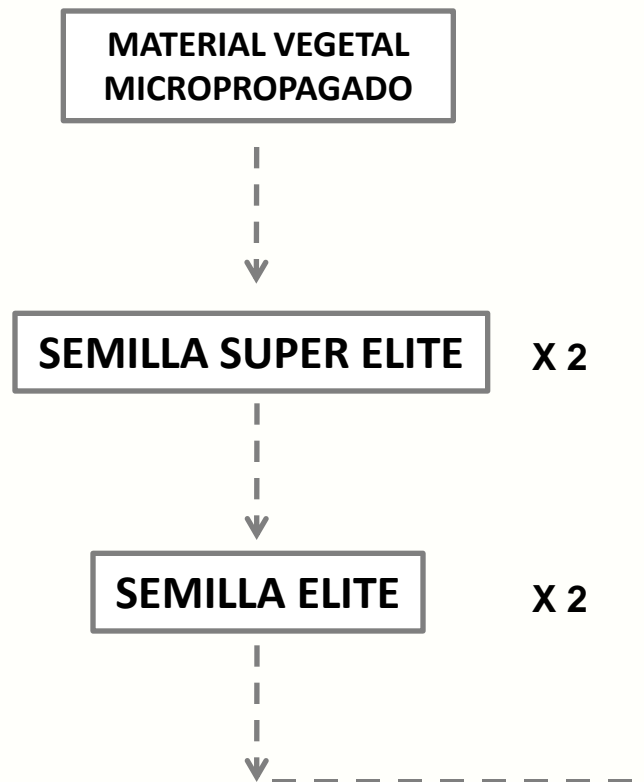 MATERIAL VEGETAL
MICROPROPAGADO
SEMILLA SUPER ELITE X 2
SEMILLA ELITE X 2